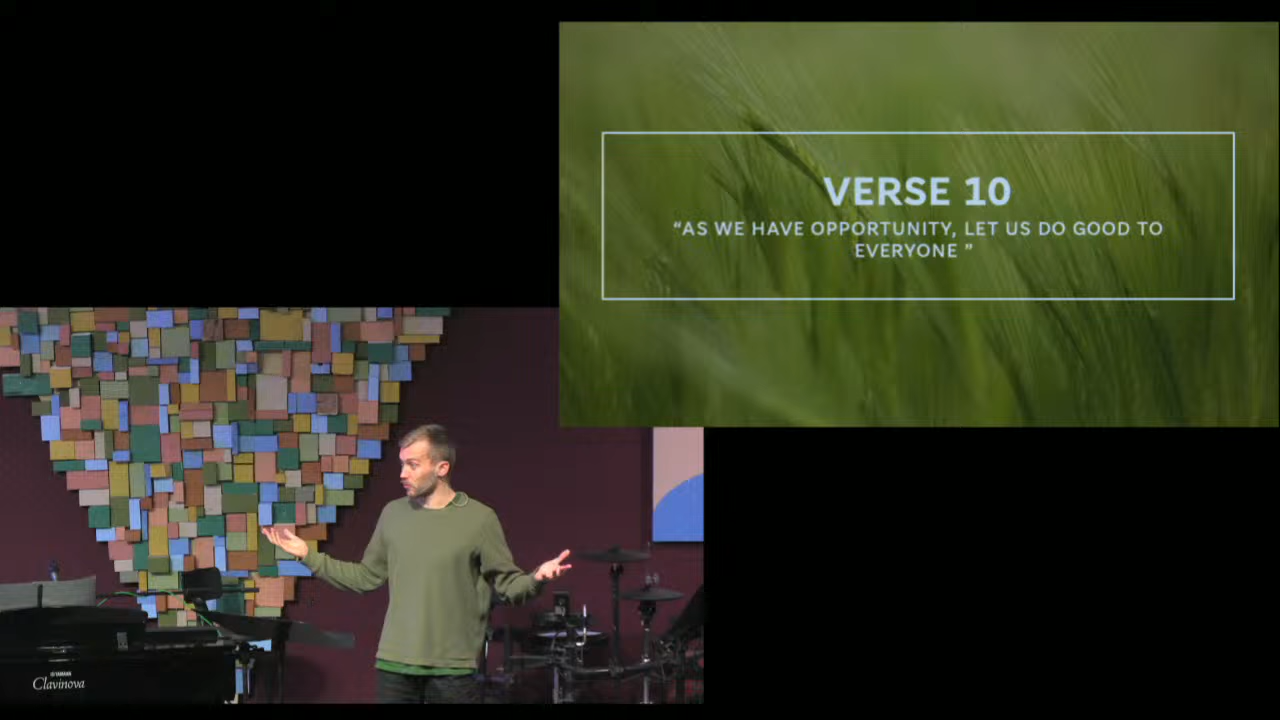 VERSE 10
“AS WE HAVE OPPORTUNITY, LET US DO GOOD TO
EVERYONE ”
YAMAHA
Clavinova